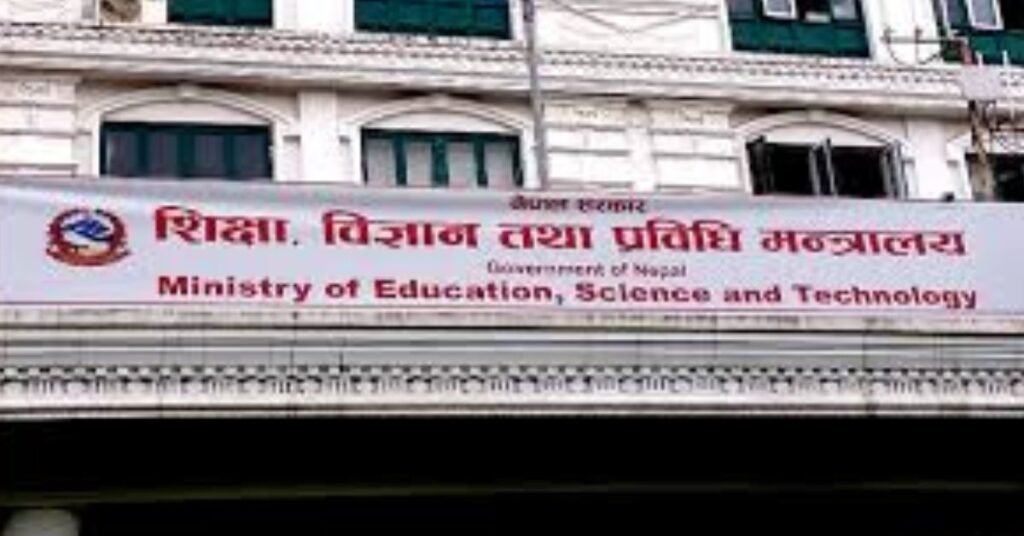 नेपाल सरकार
शिक्षा, विज्ञान तथा प्रविधि मन्त्रालय
Government of Nepal
Ministry of Education, Science and Technology